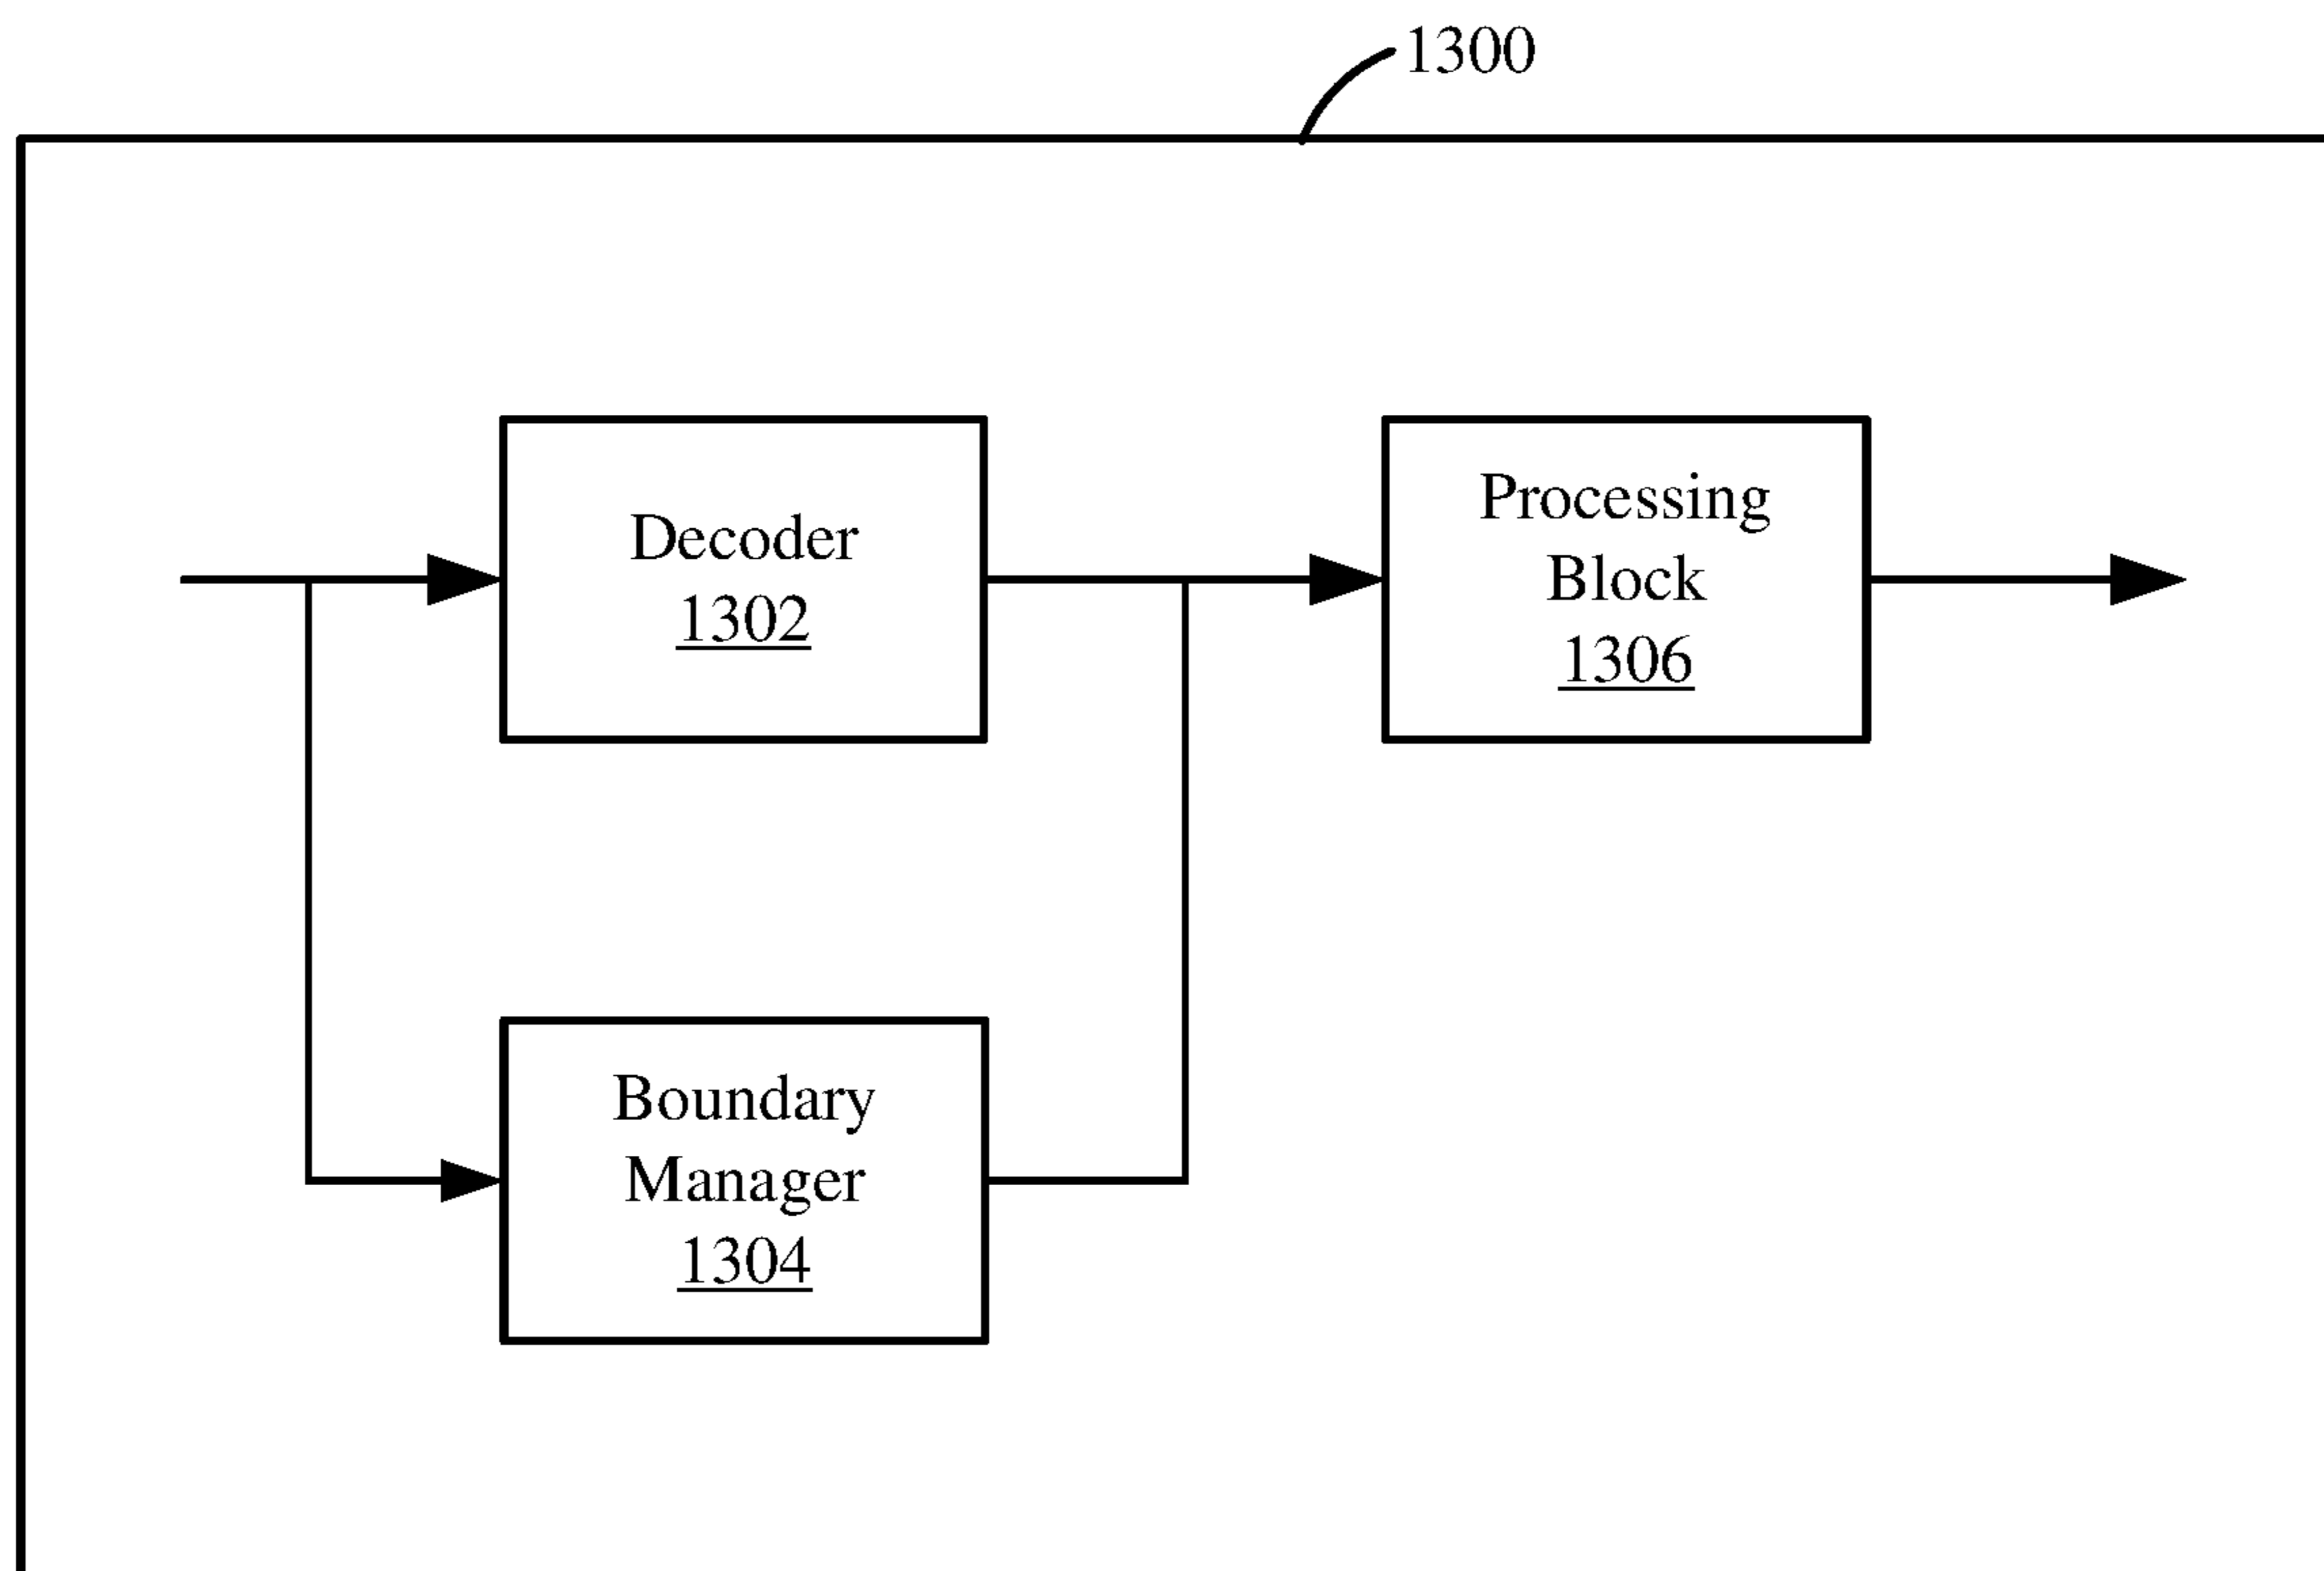 1300
Decoder
1302
Processing
Block
1306
Boundary
Manager
1304